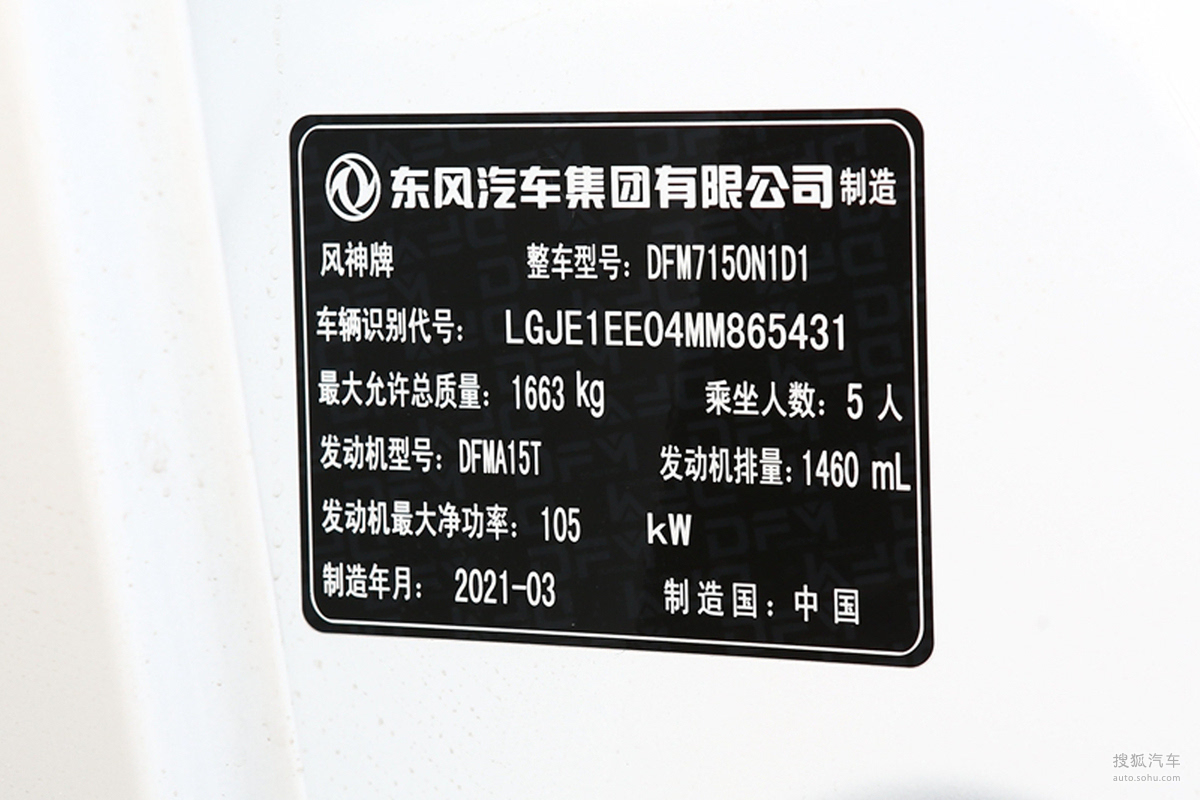 东风汽车集团有限公司制造
风神牌 整车型号：DFM7150N1D1
车辆识别代号： LGJE1EE04MM865431
最大允许总质量： 1663 kg 乘坐人数：5 人
发动机型号：DFMA15T 发动机排量：1460 mL
发动机最大净功率： 105 kW
制造年月： 2021-03 制造国：中国
搜狐汽车
auto.sohu.com